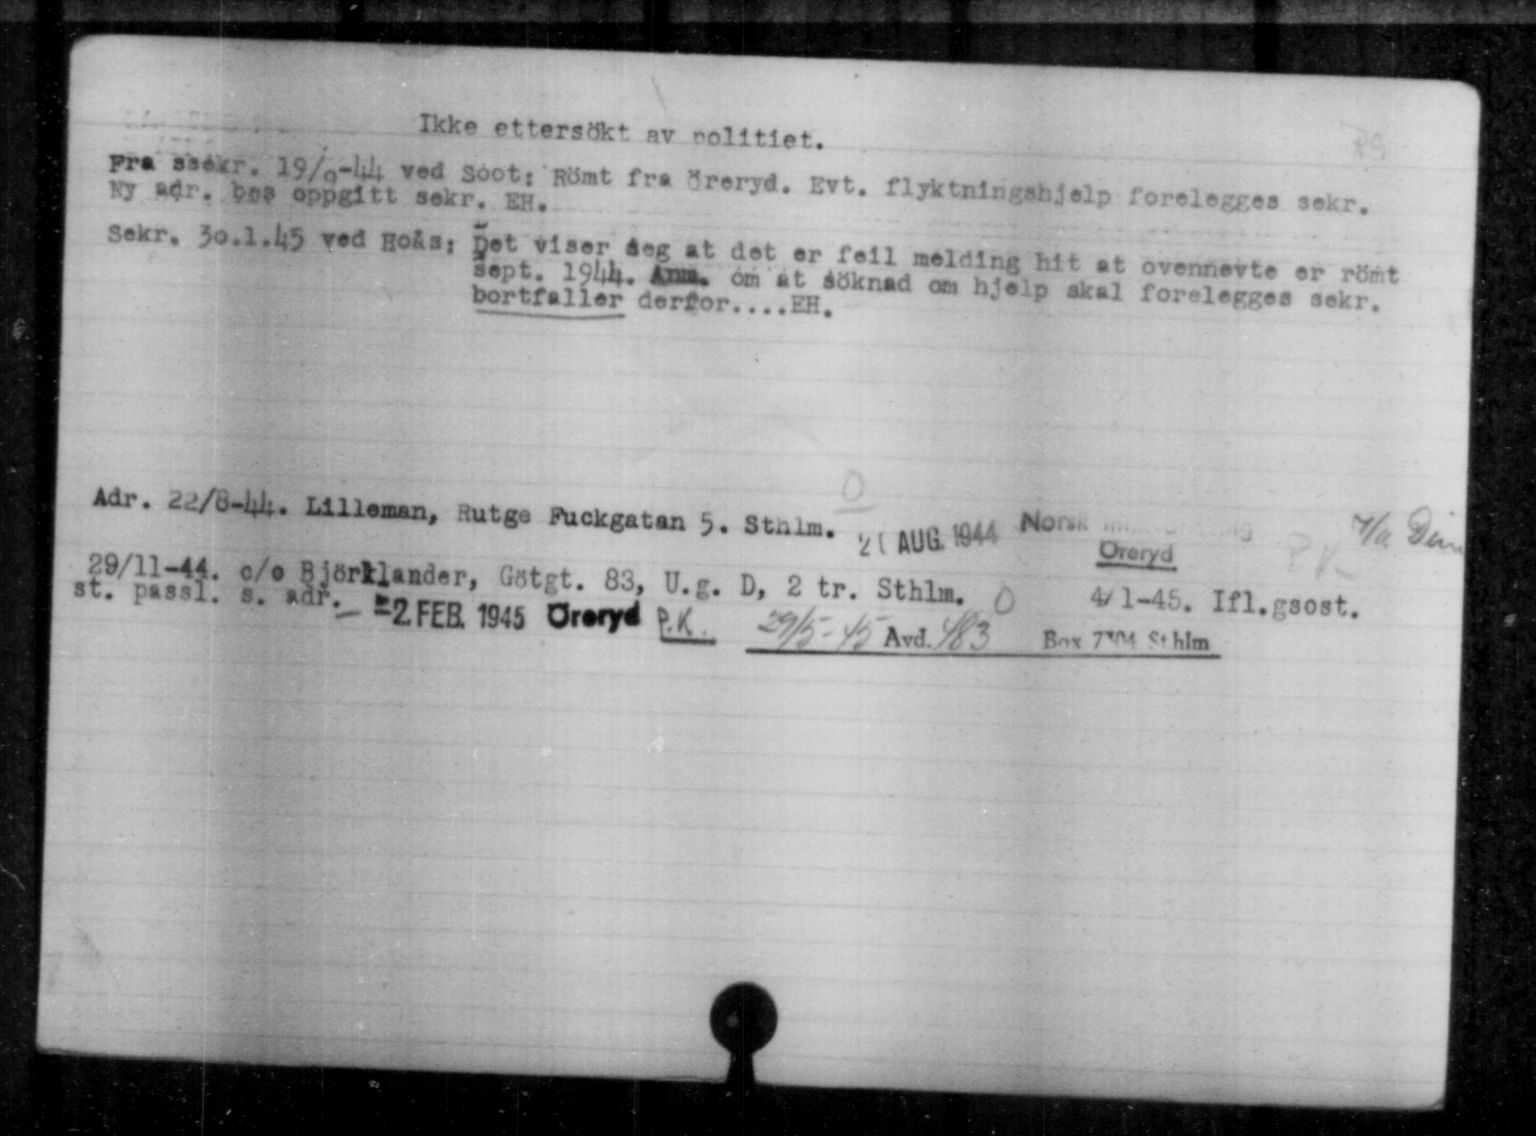 Ikke ettersökt av politiet.
Fra ssekr. 19/9-44 ved Soot: Römt fra Öreryd. Evt. flyktningshjelp forelegges sekr.
Ny adr. bes oppgitt sekr. EH.
Sekr. 30.1.45 ved Hoås: Det viser seg at det er feil melding hit at ovennevte er römt
sept. 1944. Anm. om at söknad om hjelp skal forelegges sekr.
bortfaller derfor....EH.
O
Adr. 22/8-44. Lilleman, Rutge Fuckgatan 5. Sthlm. AUG. 1944 Norsk
Öreryd
29/11-44. c/o Björklander, Götgt. 83, U.g. D, 2 tr. Sthlm. O 4/1-45. Ifl.gsost.
st. passl. s. adr. -2. FEB. 1945 Öreryd P.K. 29/5-45 Avd. 483 Box 7304 Sthlm